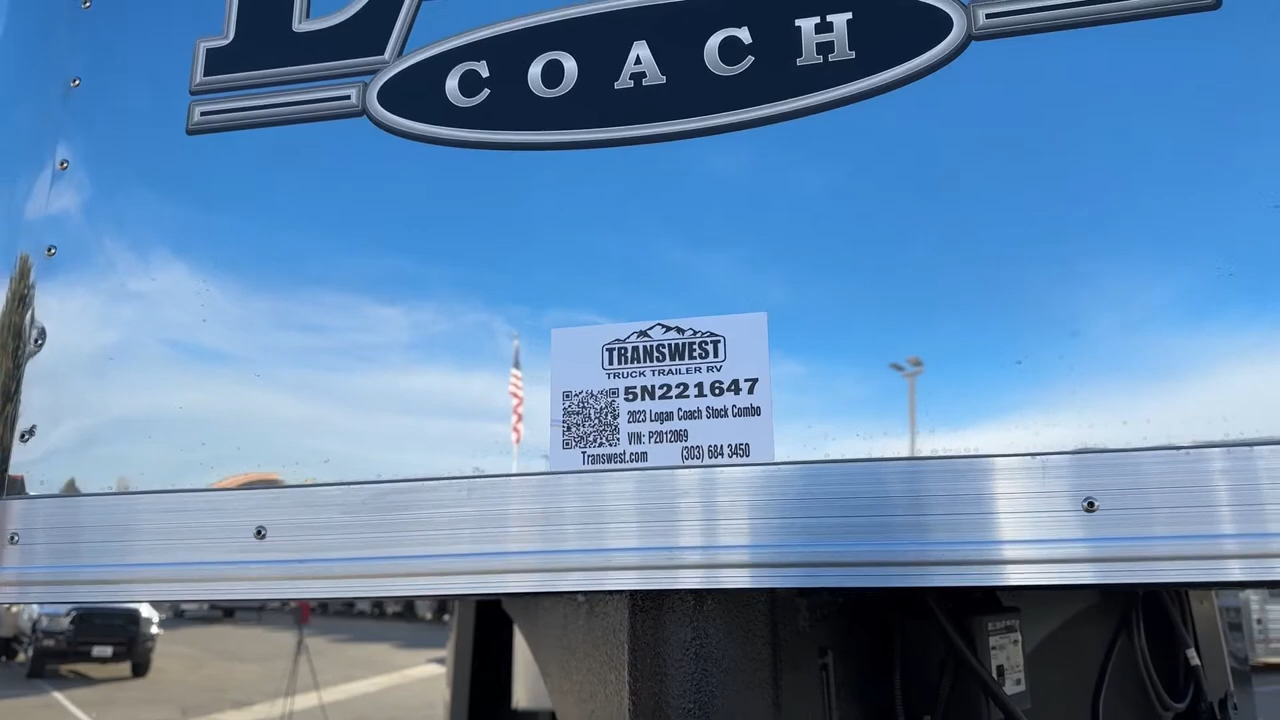 COACH
TRANSWEST
TRUCK TRAILER RV
5N221647
2023 Logan Coach Stock Combo
VIN: P2012069
Transwest.com (303) 684 3450